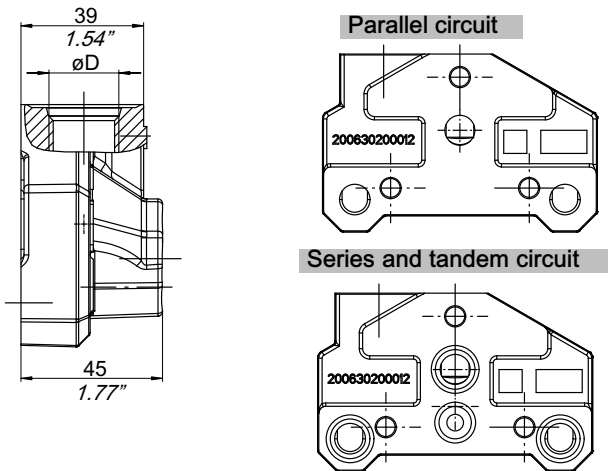 39
1.54”
øD
45
1.77”
Parallel circuit
200630200012
Series and tandem circuit
200630200012